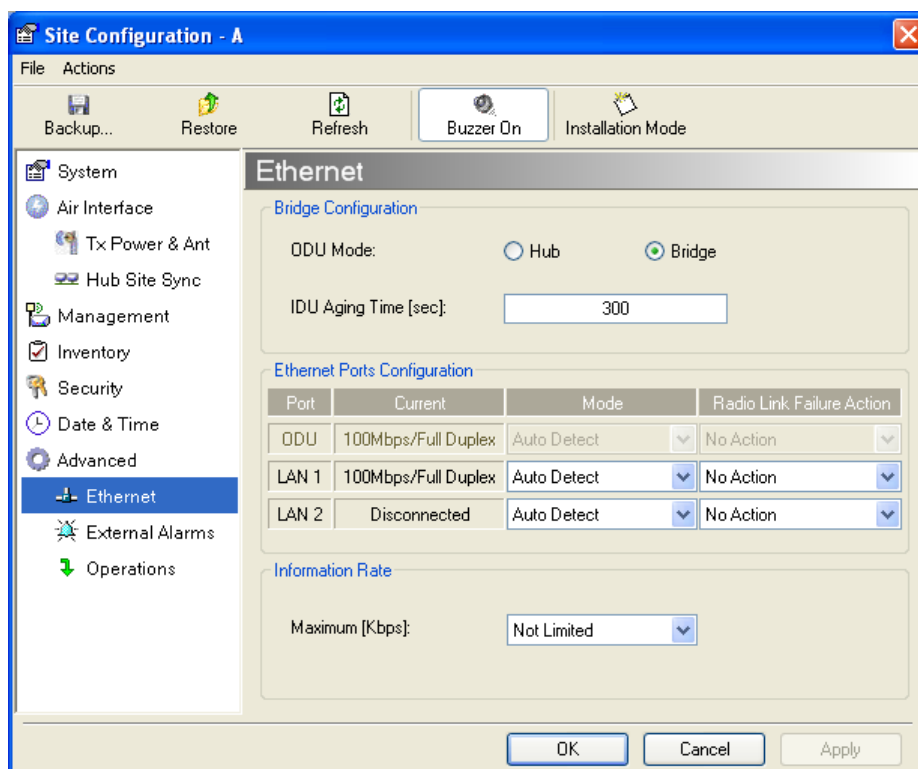 Site Configuration - A
File Actions
Backup... Restore Refresh Buzzer On Installation Mode
System
Air Interface
Tx Power & Ant
Hub Site Sync
Management
Inventory
Security
Date & Time
Advanced
Ethernet
External Alarms
Operations
Ethernet
Bridge Configuration
ODU Mode: Hub Bridge
IDU Aging Time [sec]: 300
Ethernet Ports Configuration
Port Current Mode Radio Link Failure Action
ODU 100Mbps/Full Duplex Auto Detect No Action
LAN 1 100Mbps/Full Duplex Auto Detect No Action
LAN 2 Disconnected Auto Detect No Action
Information Rate
Maximum [Kbps]: Not Limited
OK Cancel Apply